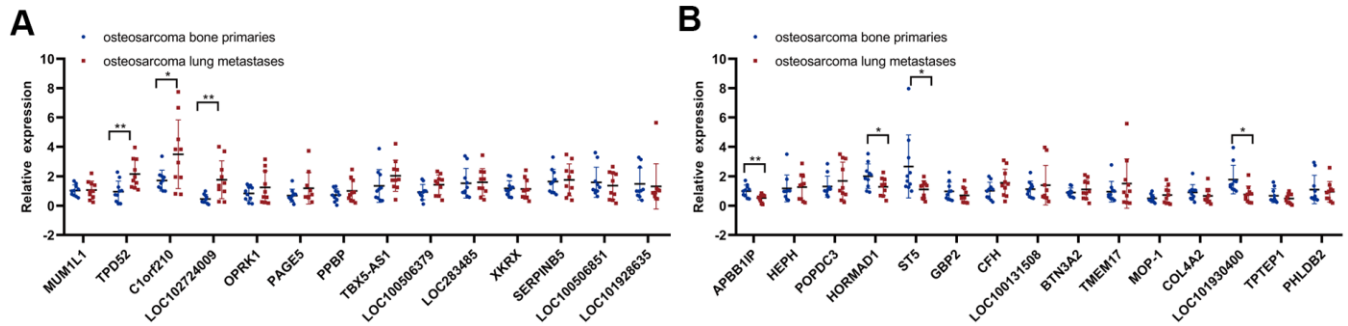 A
osteosarcoma bone primaries
osteosarcoma lung metastases
Relative expression
10
8
6
4
2
0
-2
**
*
**
MUM1L1
TPD52
C1orf210
LOC102724009
OPRK1
PAGE5
PPBP
TBX5-AS1
LOC100506379
LOC283485
XKRX
SERPINB5
LOC100506851
LOC101928635
B
osteosarcoma bone primaries
osteosarcoma lung metastases
Relative expression
10
8
6
4
2
0
-2
**
*
*
*
APBB1IP
HEPH
POPDC3
HORMAD1
ST5
GBP2
CFH
LOC100131508
BTN3A2
TMEM17
MOP-1
COL4A2
LOC101930400
TPTEP1
PHLDB2